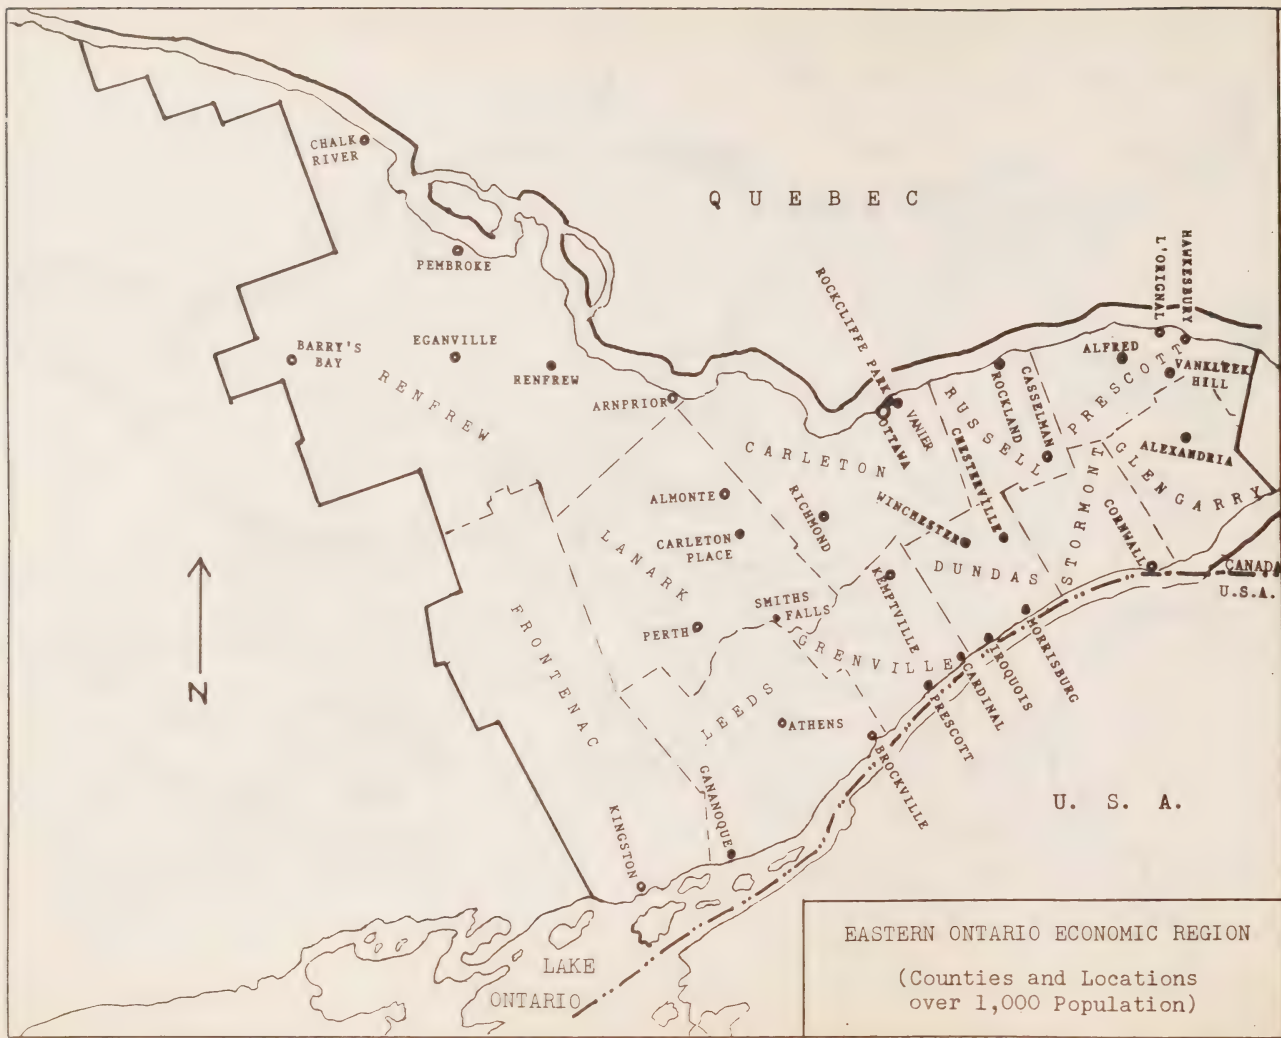 QUEBEC
CHALK
RIVER
PEMBROKE
BARRY'S
BAY
EGANVILLE
RENFREW
RENFREW
ARNPRIOR
ROCKCLIFFE PARK
VANIER
OTTAWA
CARLETON
RUSSELL
ROCKLAND
CASSELMAN
ALFRED
L'ORIGNAL
HAWKESBURY
PRESCOTT
VANKLEEK
HILL
ALEXANDRIA
GLENGARRY
STORMONT
CORNWALL
CHESTERVILLE
WINCHESTER
DUNDAS
ALMONTE
CARLETON
PLACE
RICHMOND
LANARK
PERTH
SMITHS
FALLS
KEMPTVILLE
GRENVILLE
MORRISBURG
IROQUOIS
CARDINAL
PRESCOTT
BROCKVILLE
LEEDS
ATHENS
FRONTENAC
GANANOQUE
KINGSTON
N
CANADA
U.S.A.
U. S. A.
LAKE
ONTARIO
EASTERN ONTARIO ECONOMIC REGION
(Counties and Locations
over 1,000 Population)